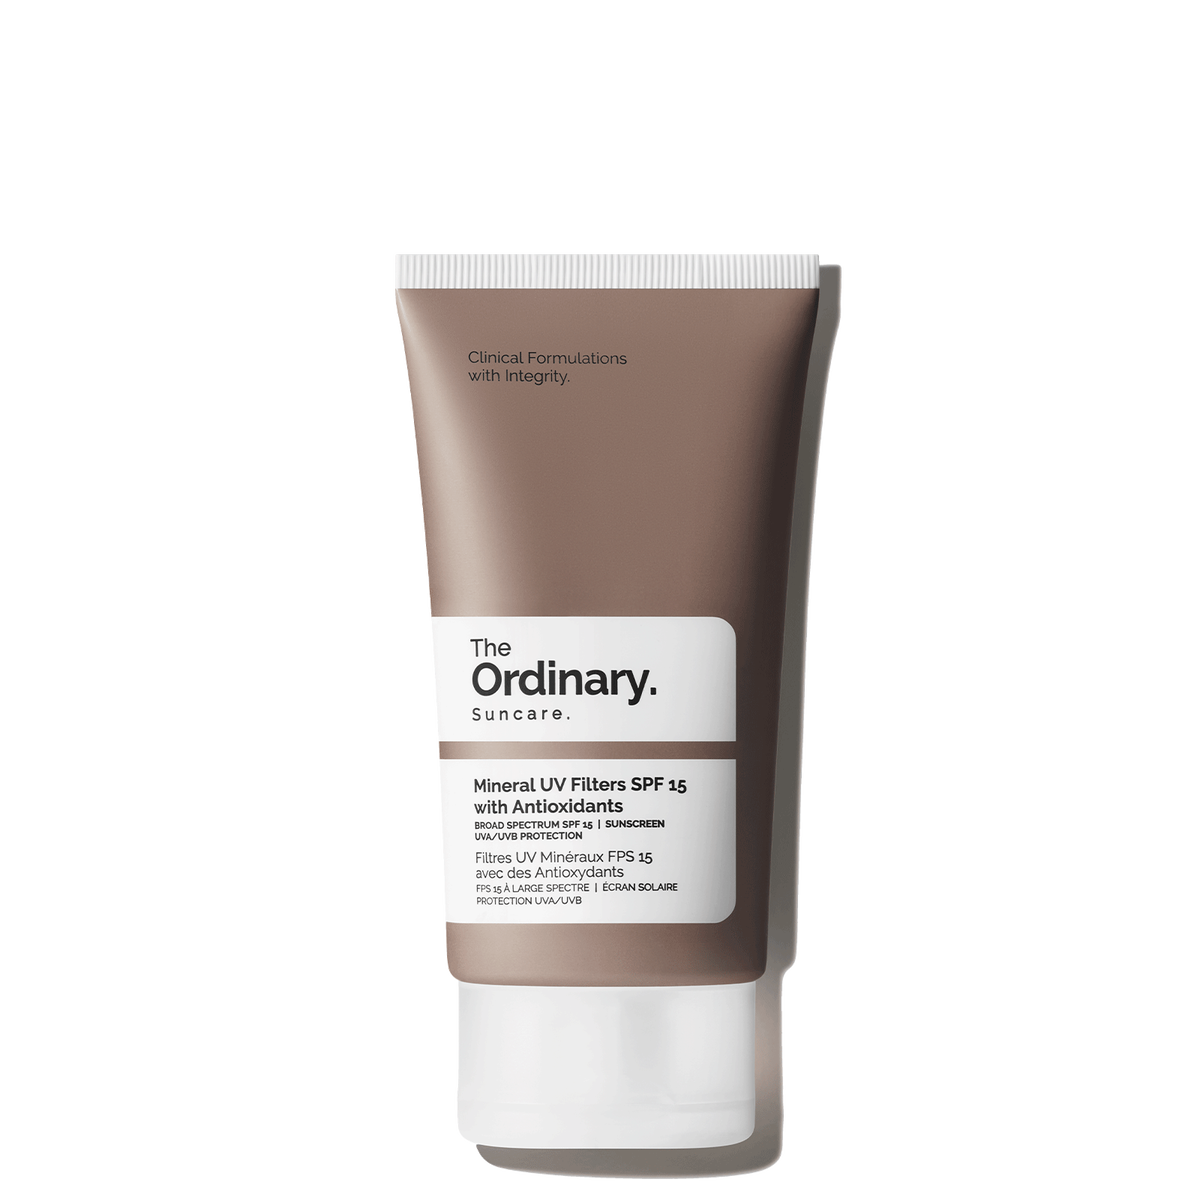 Clinical Formulations
with Integrity.
The
Ordinary.
Suncare.
Mineral UV Filters SPF 15
with Antioxidants
BROAD SPECTRUM SPF 15 | SUNSCREEN
UVA/UVB PROTECTION
Filtres UV Minéraux FPS 15
avec des Antioxydants
FPS 15 À LARGE SPECTRE | ÉCRAN SOLAIRE
PROTECTION UVA/UVB